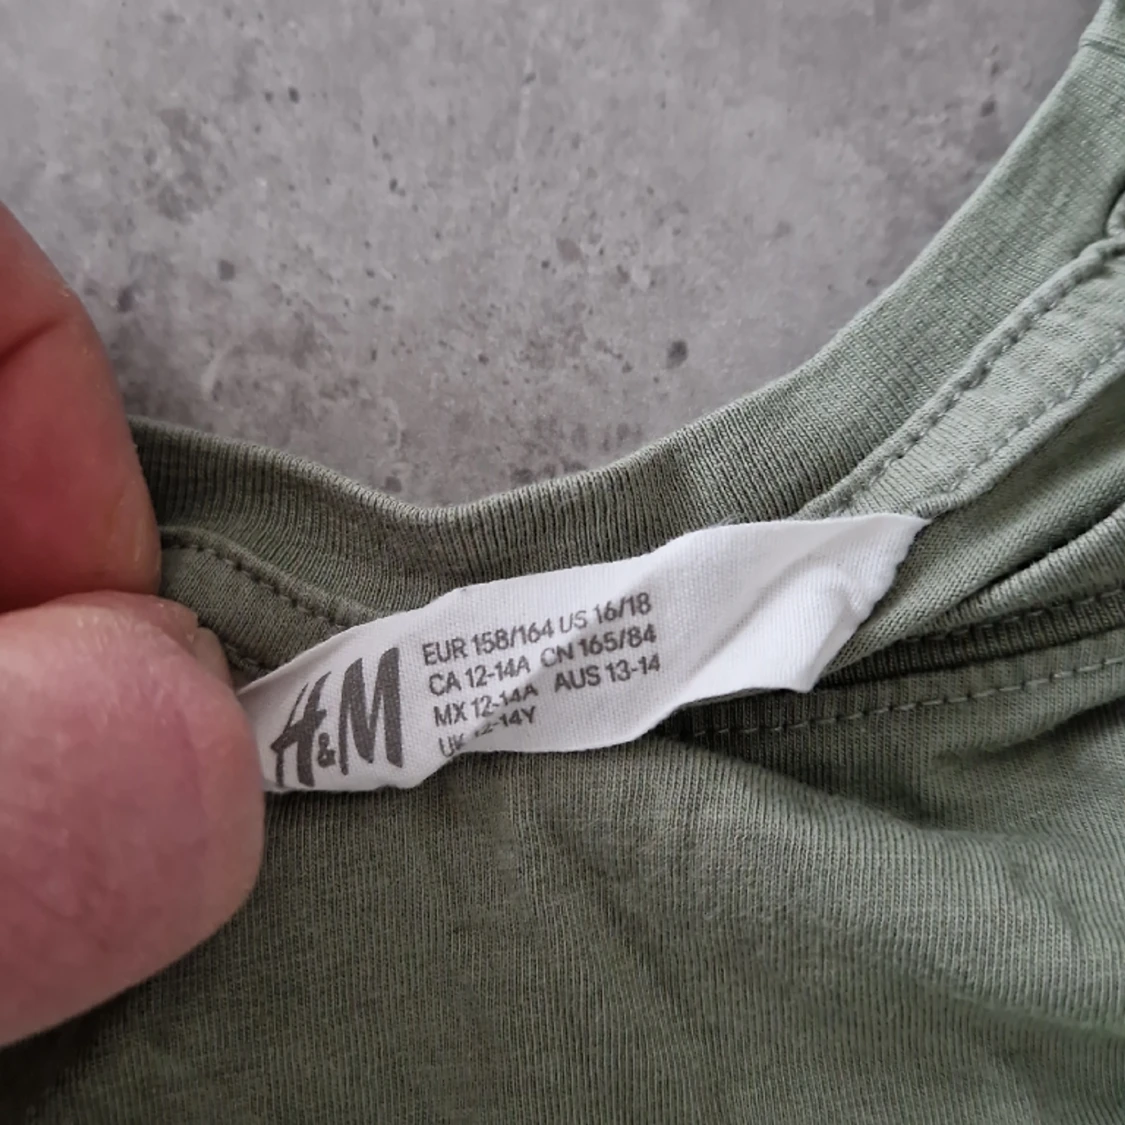 H&M
EUR 158/164 US 16/18
CA 12-14A CN 165/84
MX 12-14A AUS 13-14
UK 12-14Y